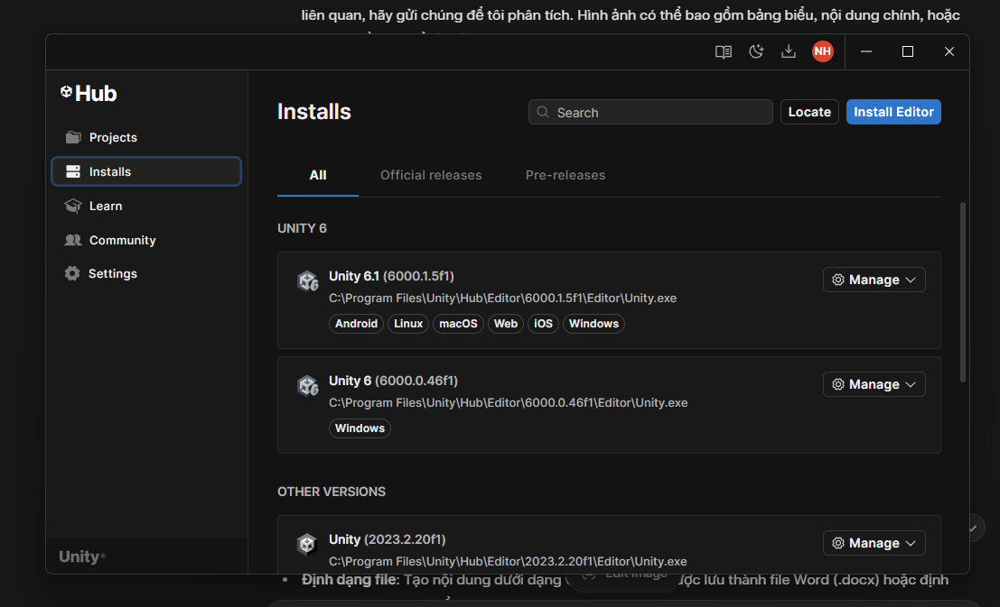 liên quan, hãy gửi chúng để tôi phân tích. Hình ảnh có thể bao gồm bảng biểu, nội dung chính, hoặc
NH
Hub
Projects
Installs
Learn
Community
Settings
Unity®
Installs
Search
Locate
Install Editor
All
Official releases
Pre-releases
UNITY 6
Unity 6.1 (6000.1.5f1)
Manage
C:\Program Files\Unity\Hub\Editor\6000.1.5f1\Editor\Unity.exe
Android Linux macOS Web iOS Windows
Unity 6 (6000.0.46f1)
Manage
C:\Program Files\Unity\Hub\Editor\6000.0.46f1\Editor\Unity.exe
Windows
OTHER VERSIONS
Unity (2023.2.20f1)
Manage
C:\Program Files\Unity\Hub\Editor\2023.2.20f1\Editor\Unity.exe
Edit image
• Định dạng file: Tạo nội dung dưới dạng lưu thành file Word (.docx) hoặc định